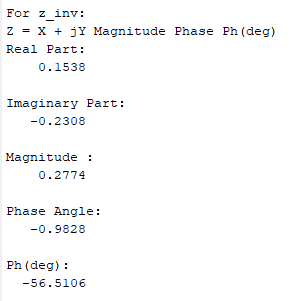 For z_inv:
Z = X + jY Magnitude Phase Ph(deg)
Real Part:
0.1538
Imaginary Part:
-0.2308
Magnitude :
0.2774
Phase Angle:
-0.9828
Ph(deg):
-56.5106